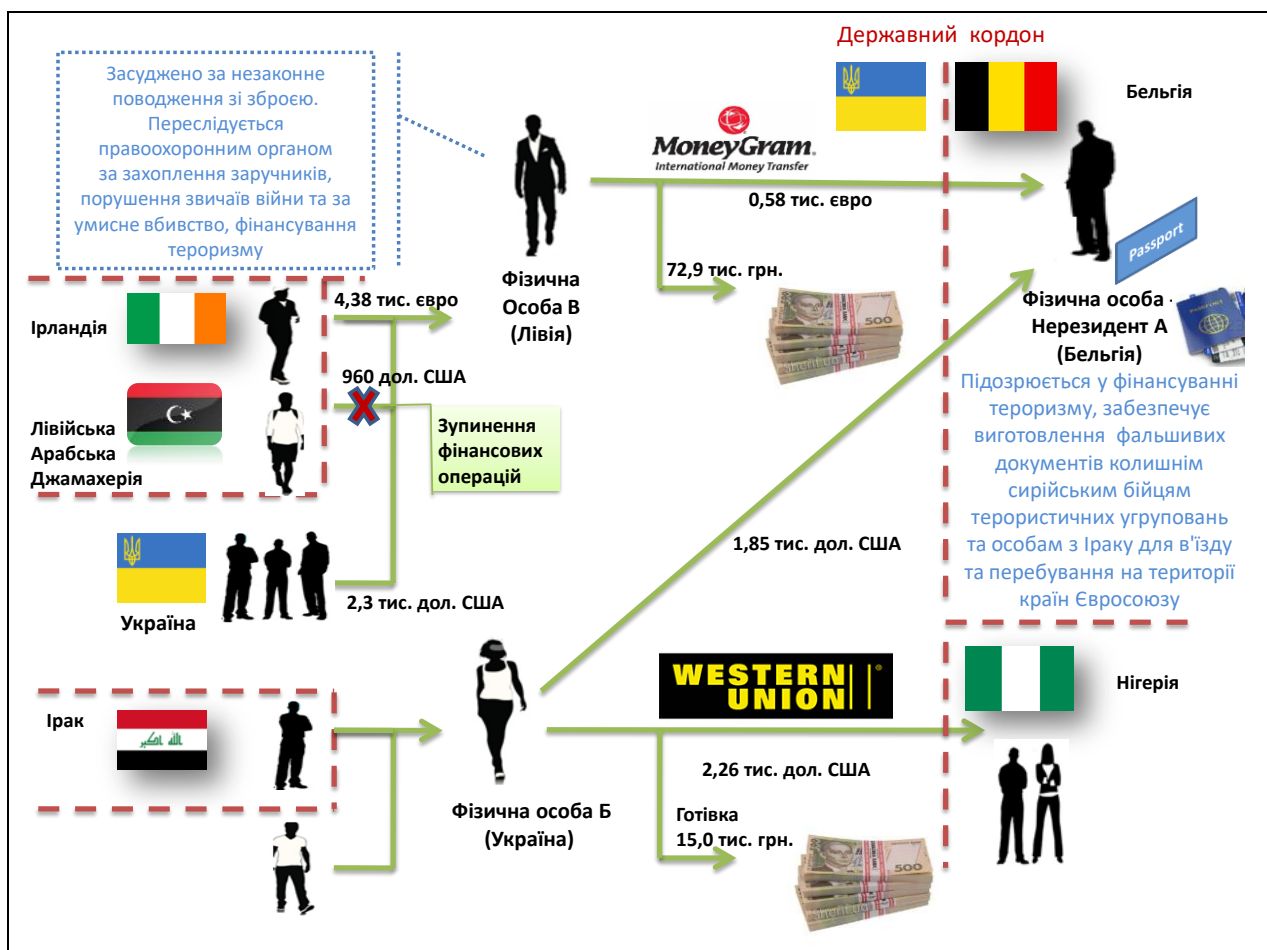 Державний кордон
Засуджено за незаконне
поводження зі зброєю.
Переслідується
правоохоронним органом
за захоплення заручників,
порушення звичаїв війни та за
умисне вбивство, фінансування
тероризму
MoneyGram.
International Money Transfer
Бельгія
0,58 тис. євро
Passport
72,9 тис. грн.
500
Фізична
Особа В
(Лівія)
Фізична особа -
Нерезидент А
(Бельгія)
PASSPORT
Ірландія
4,38 тис. євро
960 дол. США
Лівійська
Арабська
Джамахерія
Зупинення
фінансових
операцій
Підозрюється у фінансуванні
тероризму, забезпечує
виготовлення фальшивих
документів колишнім
сирійським бійцям
терористичних угруповань
та особам з Іраку для в'їзду
та перебування на території
країн Євросоюзу
1,85 тис. дол. США
Україна
2,3 тис. дол. США
WESTERN
UNION
®
Нігерія
Ірак
الله اكبر
2,26 тис. дол. США
Фізична особа Б
(Україна)
Готівка
15,0 тис. грн.
500